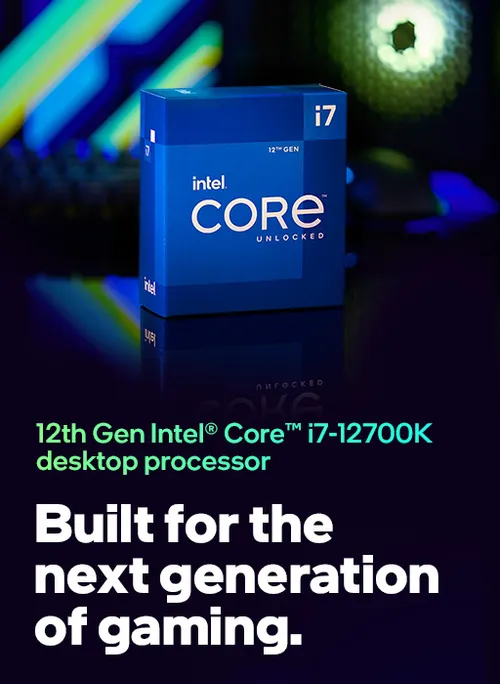 i7
12TH GEN
i7
intel.
CORE™
UNLOCKED
intel
12th Gen Intel® Core™ i7-12700K
desktop processor
Built for the
next generation
of gaming.